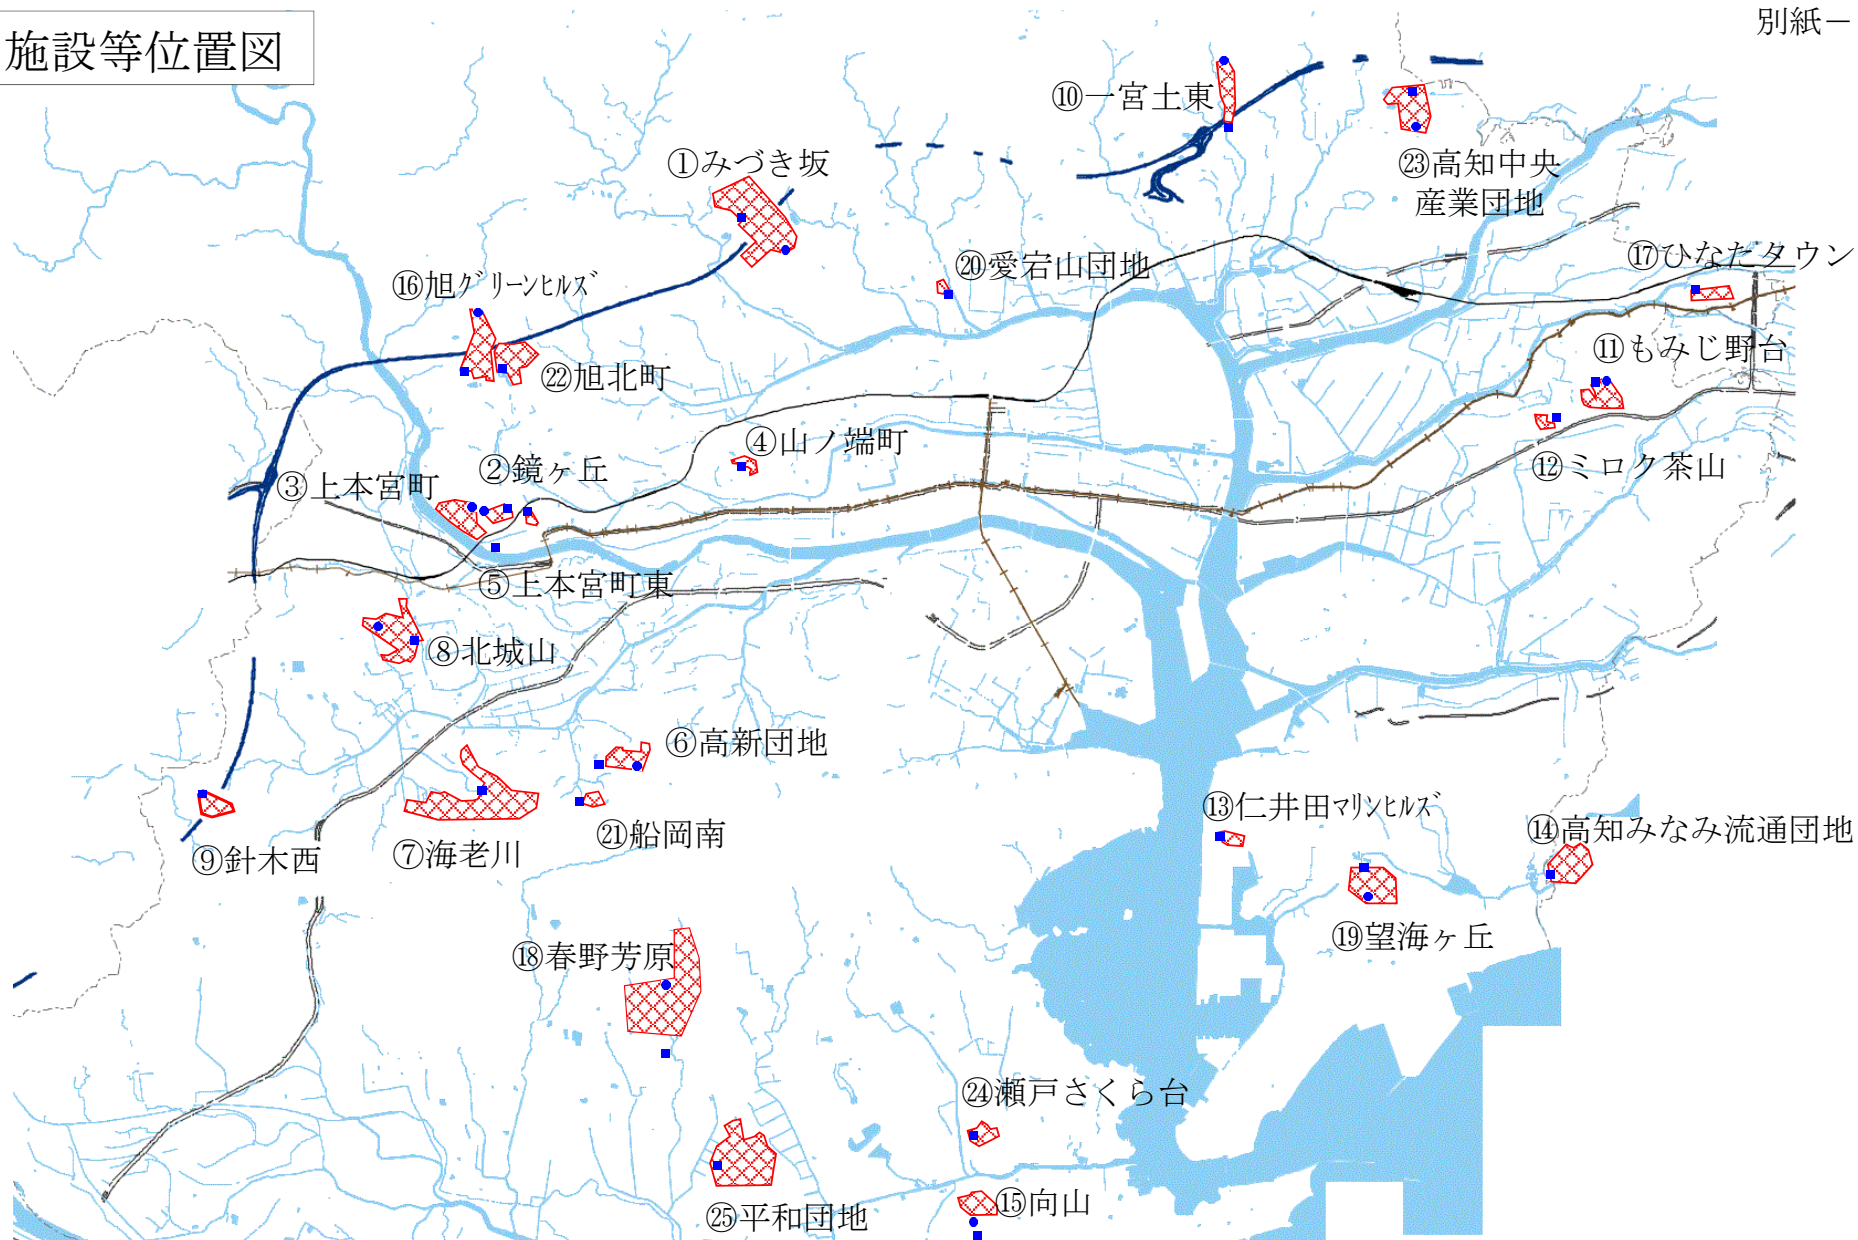 別紙－
施設等位置図
⑩一宮土東
①みづき坂
㉓高知中央
産業団地
⑰ひなたタウン
⑳愛宕山団地
⑯旭グリーンヒルズ
㉒旭北町
⑪もみじ野台
④山ノ端町
②鏡ヶ丘
③上本宮町
⑫ミロク茶山
⑤上本宮町東
⑧北城山
⑥高新団地
⑬仁井田マリンヒルズ
⑭高知みなみ流通団地
㉑船岡南
⑦海老川
⑨針木西
⑲望海ヶ丘
⑱春野芳原
㉔瀬戸さくら台
⑮向山
㉕平和団地